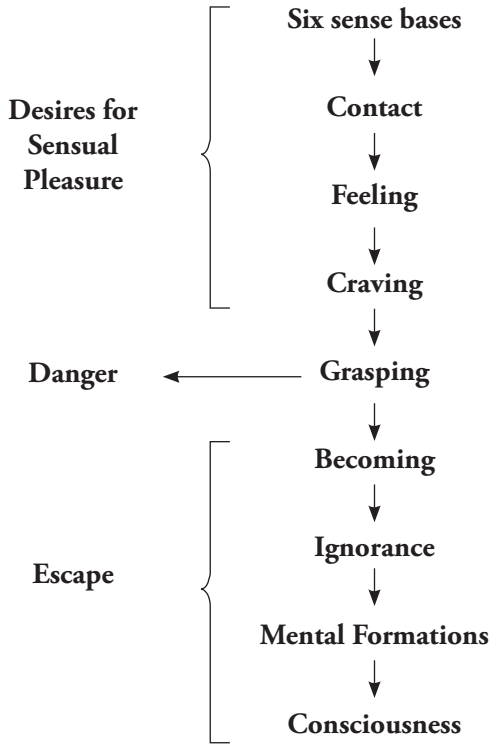 Six sense bases
Desires for
Sensual
Pleasure
Contact
Feeling
Craving
Danger
Grasping
Becoming
Ignorance
Escape
Mental Formations
Consciousness